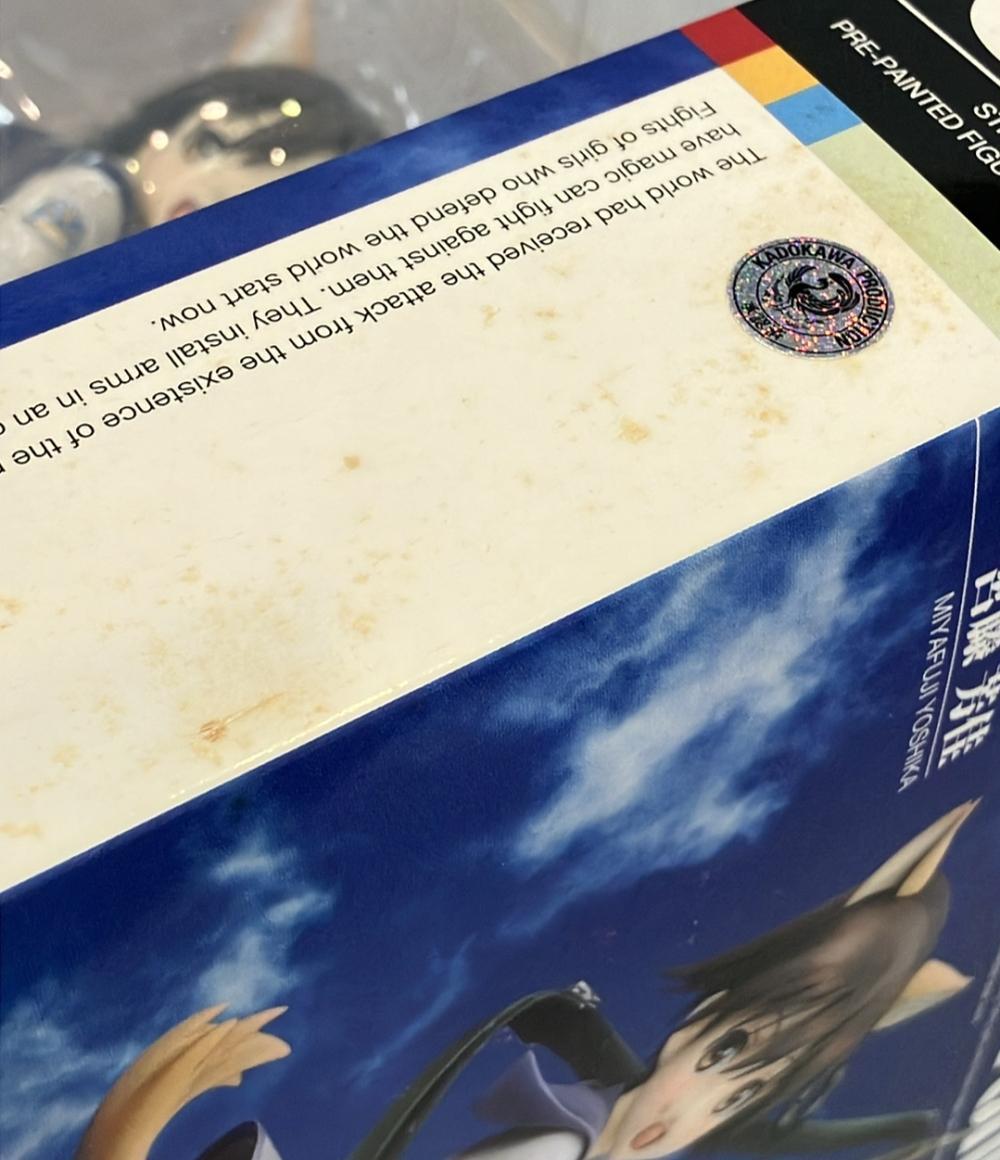 PRE-PAINTED
The world had received the attack from the existence of the
have magic can fight against them. They install arms in an
Fights of girls who defend the world start now.
KADOKAWA PRODUCTION
宮藤 芳佳
MIYAFUJI YOSHIKA